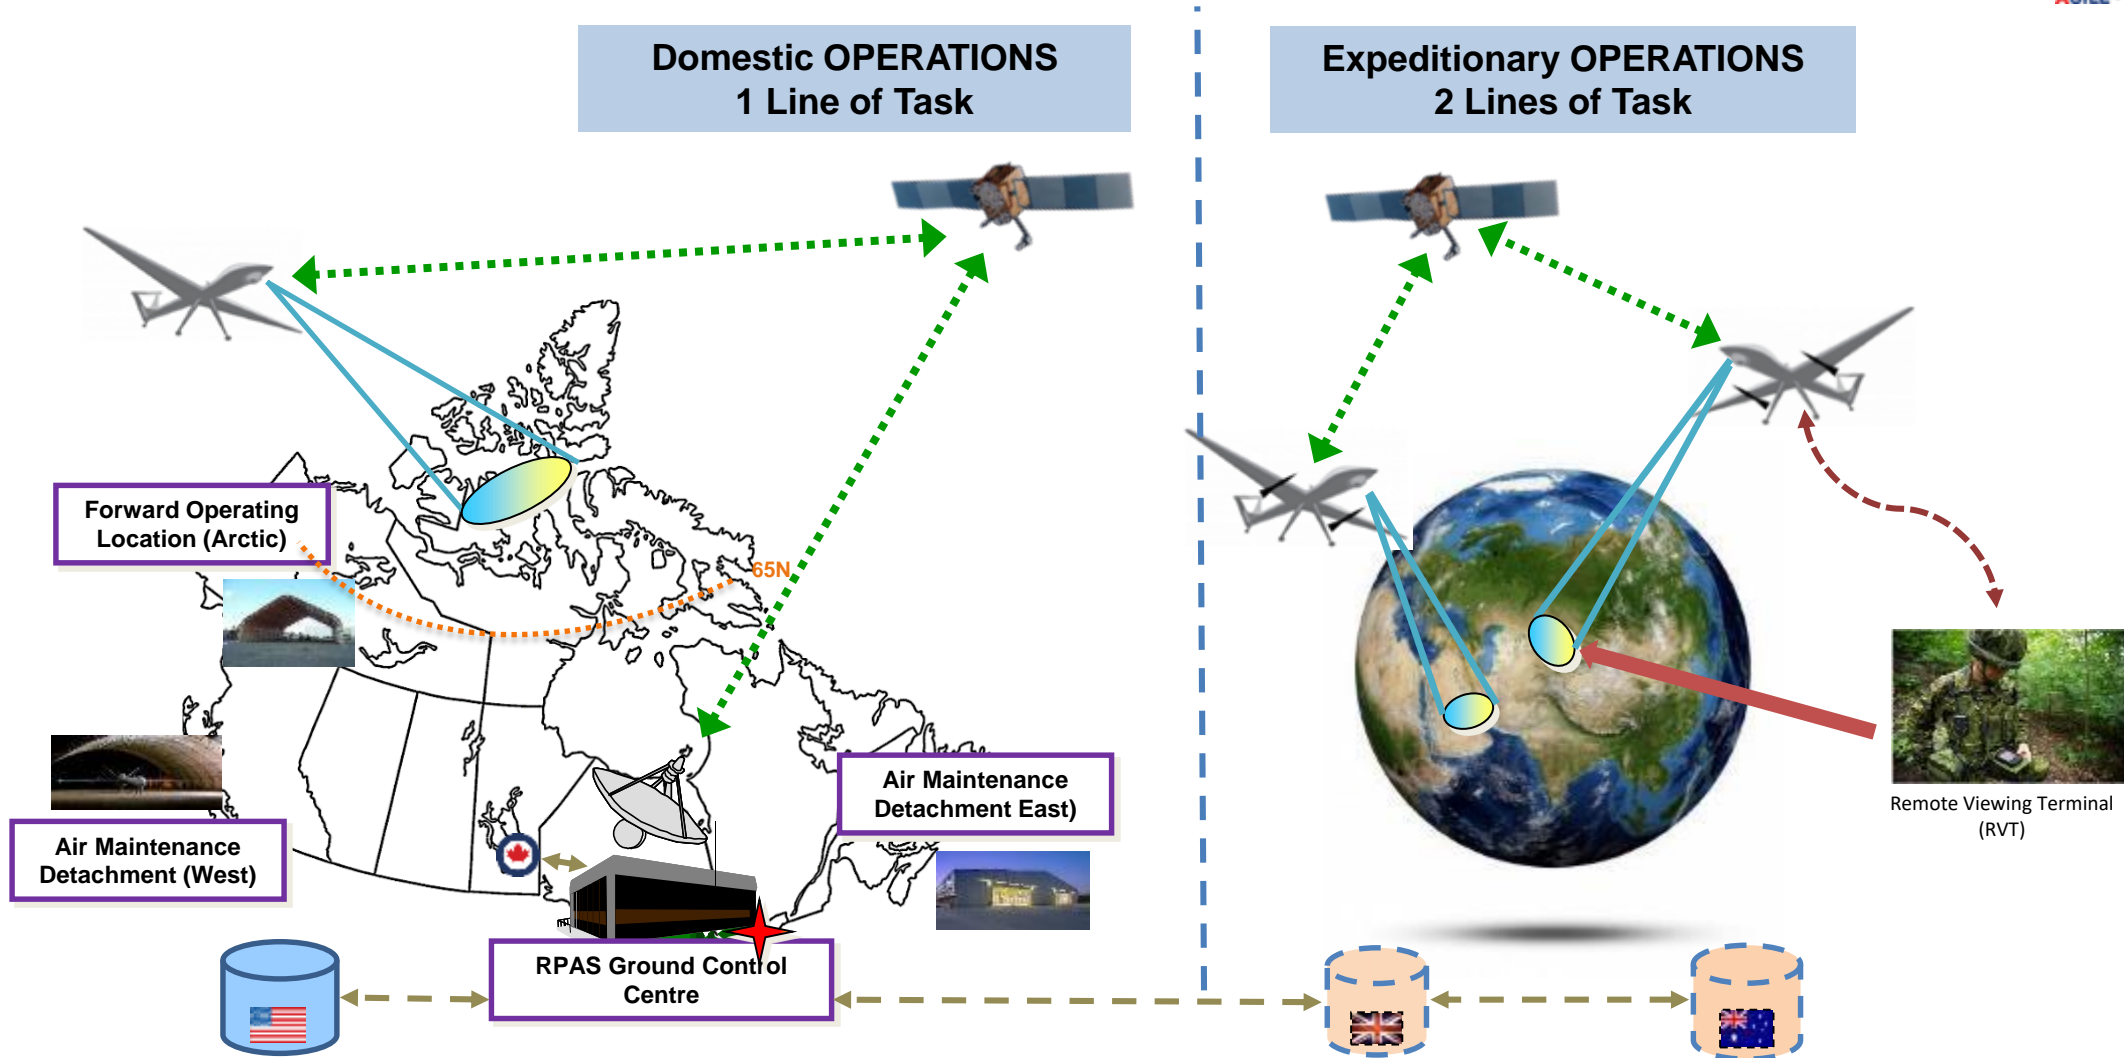 Domestic OPERATIONS
1 Line of Task
Expeditionary OPERATIONS
2 Lines of Task
Forward Operating
Location (Arctic)
65N
Air Maintenance
Detachment (West)
Air Maintenance
Detachment East)
RPAS Ground Control
Centre
Remote Viewing Terminal
(RVT)